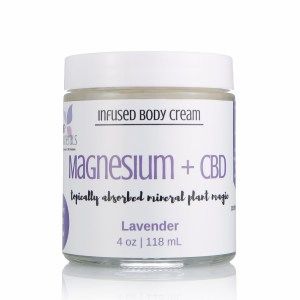 INFUSED BODY CREAM
MAGNESIUM + CBD
topically absorbed mineral plant magic
Lavender
4 oz | 118 mL